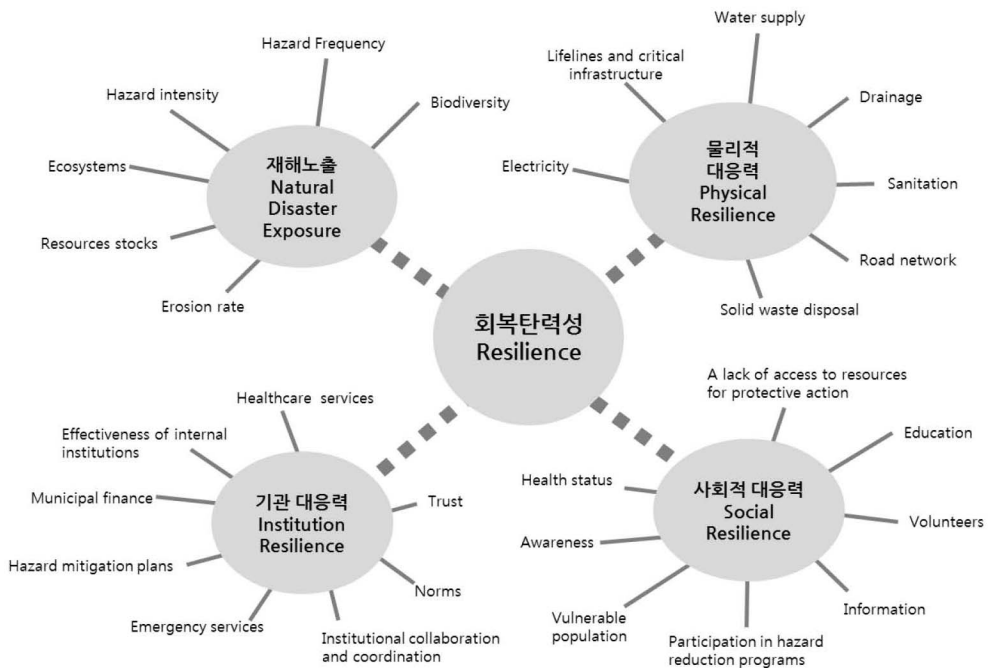 Hazard Frequency
Hazard intensity
Biodiversity
Ecosystems
재해노출
Natural
Disaster
Exposure
Resources stocks
Erosion rate
Water supply
Lifelines and critical
infrastructure
Drainage
Electricity
물리적
대응력
Physical
Resilience
Sanitation
Road network
Solid waste disposal
회복탄력성
Resilience
Healthcare services
Effectiveness of internal
institutions
Municipal finance
기관 대응력
Institution
Resilience
Trust
Hazard mitigation plans
Norms
Emergency services
Institutional collaboration
and coordination
A lack of access to resources
for protective action
Education
Health status
사회적 대응력
Social
Resilience
Volunteers
Awareness
Information
Vulnerable
population
Participation in hazard
reduction programs